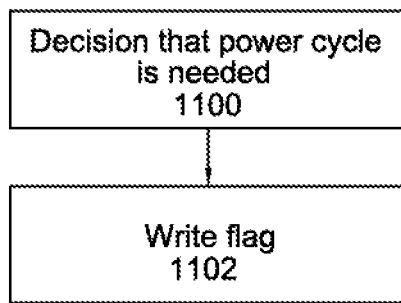 Decision that power cycle
is needed
1100
Write flag
1102